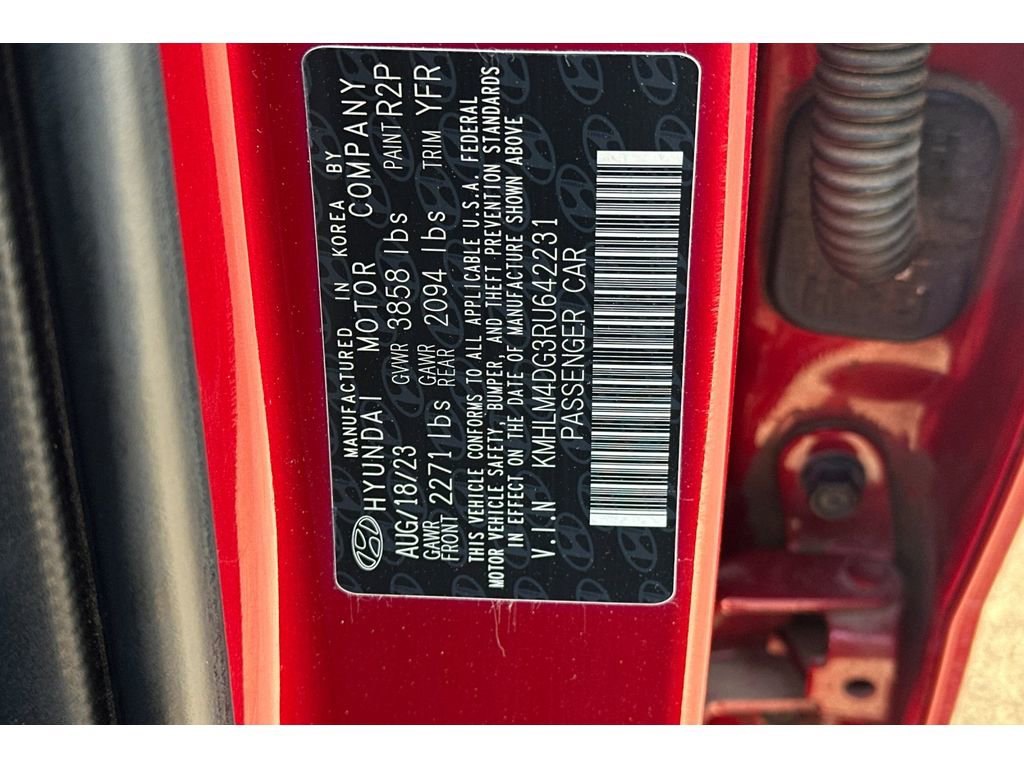 MANUFACTURED IN KOREA BY
HYUNDAI MOTOR COMPANY
AUG/18/23 GVWR 3858 lbs PAINT R2P
GAWR FRONT 2271 lbs GAWR REAR 2094 lbs TRIM YFR
THIS VEHICLE CONFORMS TO ALL APPLICABLE U.S.A. FEDERAL
MOTOR VEHICLE SAFETY, BUMPER, AND THEFT PREVENTION STANDARDS
IN EFFECT ON THE DATE OF MANUFACTURE SHOWN ABOVE
V.I.N KMHLM4DG3RU642231
PASSENGER CAR